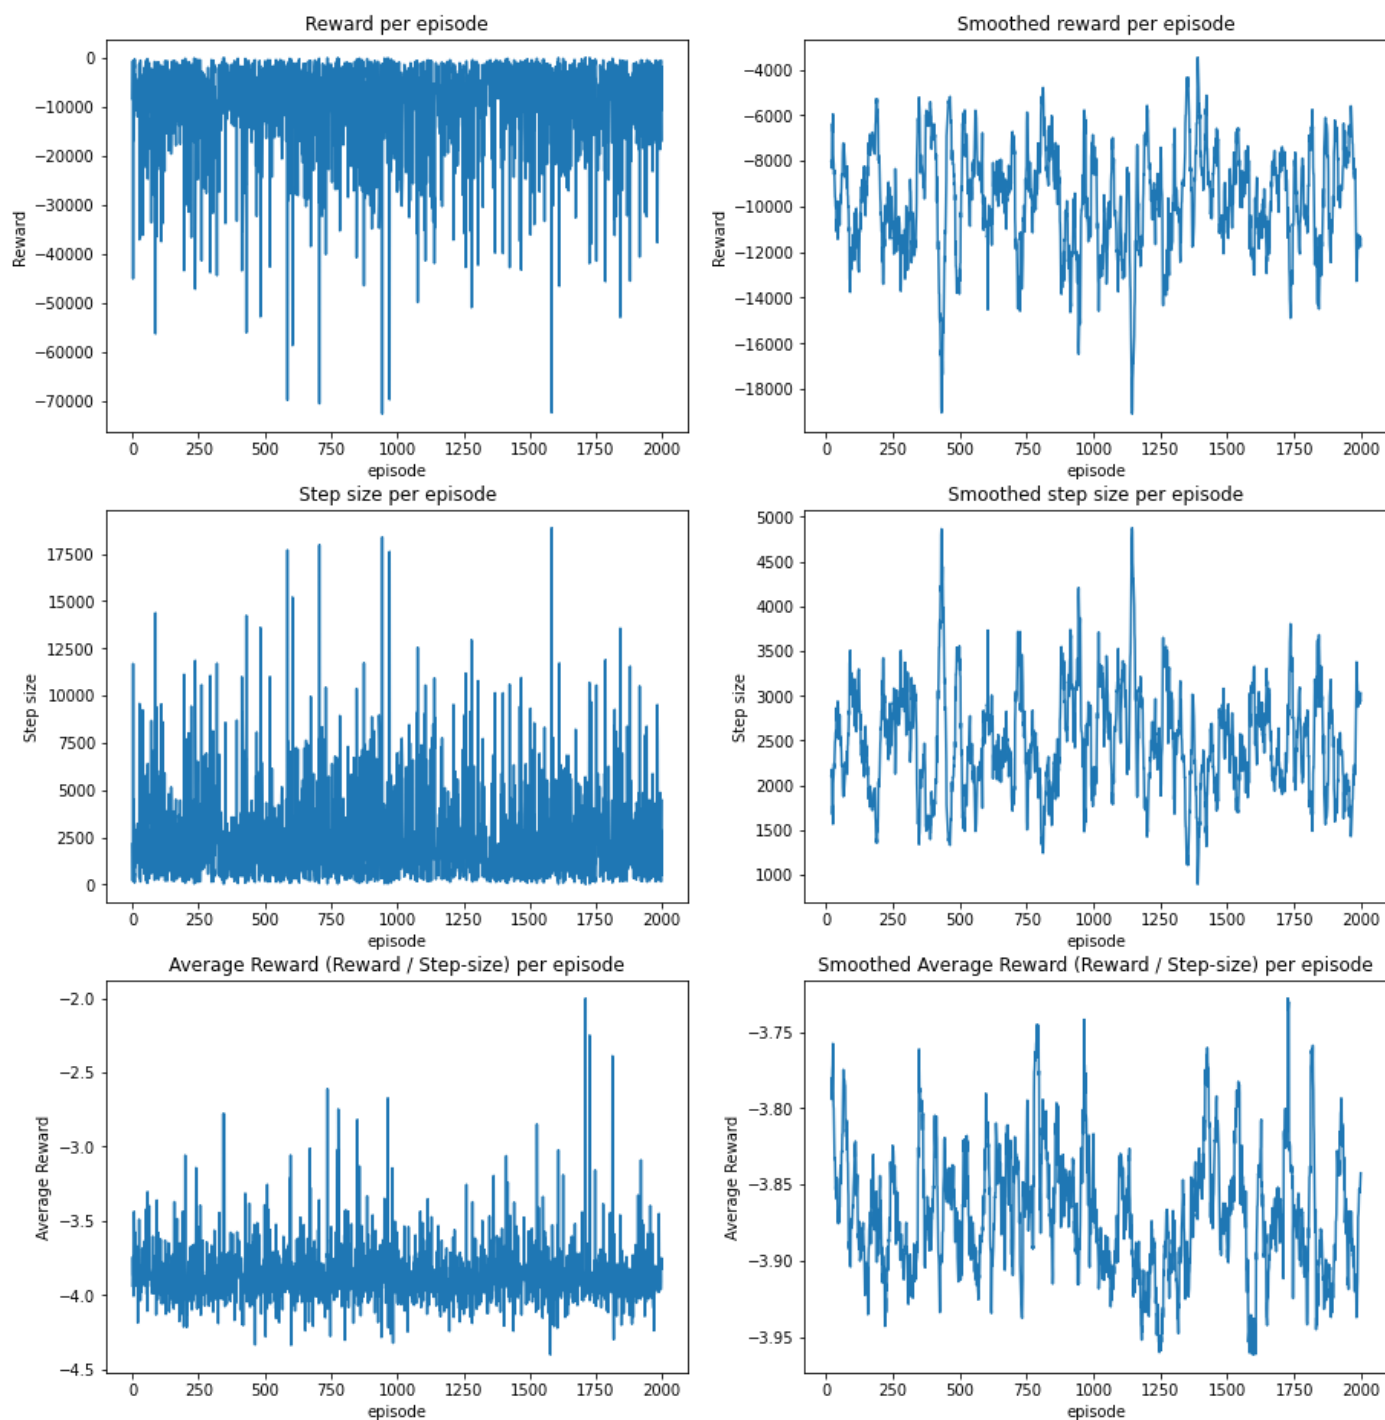 Reward per episode
Reward
0
−10000
−20000
−30000
−40000
−50000
−60000
−70000
0 250 500 750 1000 1250 1500 1750 2000
episode
Smoothed reward per episode
Reward
−4000
−6000
−8000
−10000
−12000
−14000
−16000
−18000
0 250 500 750 1000 1250 1500 1750 2000
episode
Step size per episode
Step size
17500
15000
12500
10000
7500
5000
2500
0
0 250 500 750 1000 1250 1500 1750 2000
episode
Smoothed step size per episode
Step size
5000
4500
4000
3500
3000
2500
2000
1500
1000
0 250 500 750 1000 1250 1500 1750 2000
episode
Average Reward (Reward / Step-size) per episode
Average Reward
−2.0
−2.5
−3.0
−3.5
−4.0
−4.5
0 250 500 750 1000 1250 1500 1750 2000
episode
Smoothed Average Reward (Reward / Step-size) per episode
Average Reward
−3.75
−3.80
−3.85
−3.90
−3.95
0 250 500 750 1000 1250 1500 1750 2000
episode